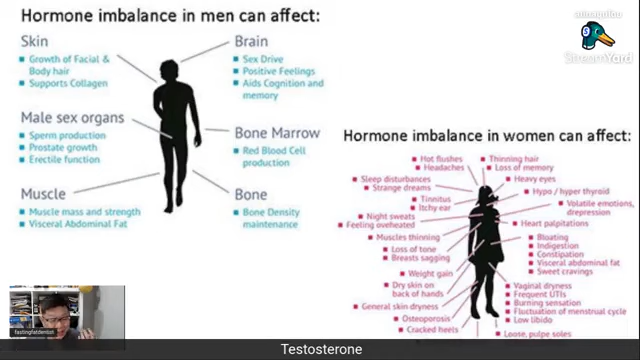 Hormone imbalance in men can affect:
Skin
Growth of Facial &
Body hair
Supports Collagen
Male sex organs
Sperm production
Prostate growth
Erectile function
Muscle
Muscle mass and strength
Visceral Abdominal Fat
Brain
Sex Drive
Positive Feelings
Aids Cognition and
memory
Bone Marrow
Red Blood Cell
production
Bone
Bone Density
maintenance
StreamYard
Hormone imbalance in women can affect:
Hot flushes
Headaches
Sleep disturbances
Strange dreams
Tinnitus
Itchy ear
Night sweats
Feeling oveheated
Muscles thinning
Loss of tone
Breasts sagging
Weight gain
Dry skin on
back of hands
General skin dryness
Osteoporosis
Cracked heels
Thinning hair
Loss of memory
Heavy eyes
Hypo / hyper thyroid
Volatile emotions,
drepression
Heart palpitations
Bloating
Indigestion
Constipation
Visceral abdominal fat
Sweet cravings
Vaginal dryness
Frequent UTIs
Burning sensation
Fluctuation of menstrual cycle
Low libido
Loose, pulpe soles
fastingfatdentist
Testosterone